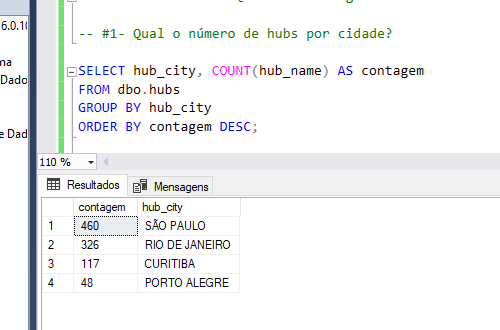 6.0.10
-- #1- Qual o número de hubs por cidade?
ma
Dado
SELECT hub_city, COUNT(hub_name) AS contagem
FROM dbo.hubs
GROUP BY hub_city
e Dad
ORDER BY contagem DESC;
110 %
Resultados Mensagens
contagem hub_city
1 460 SÃO PAULO
2 326 RIO DE JANEIRO
3 117 CURITIBA
4 48 PORTO ALEGRE